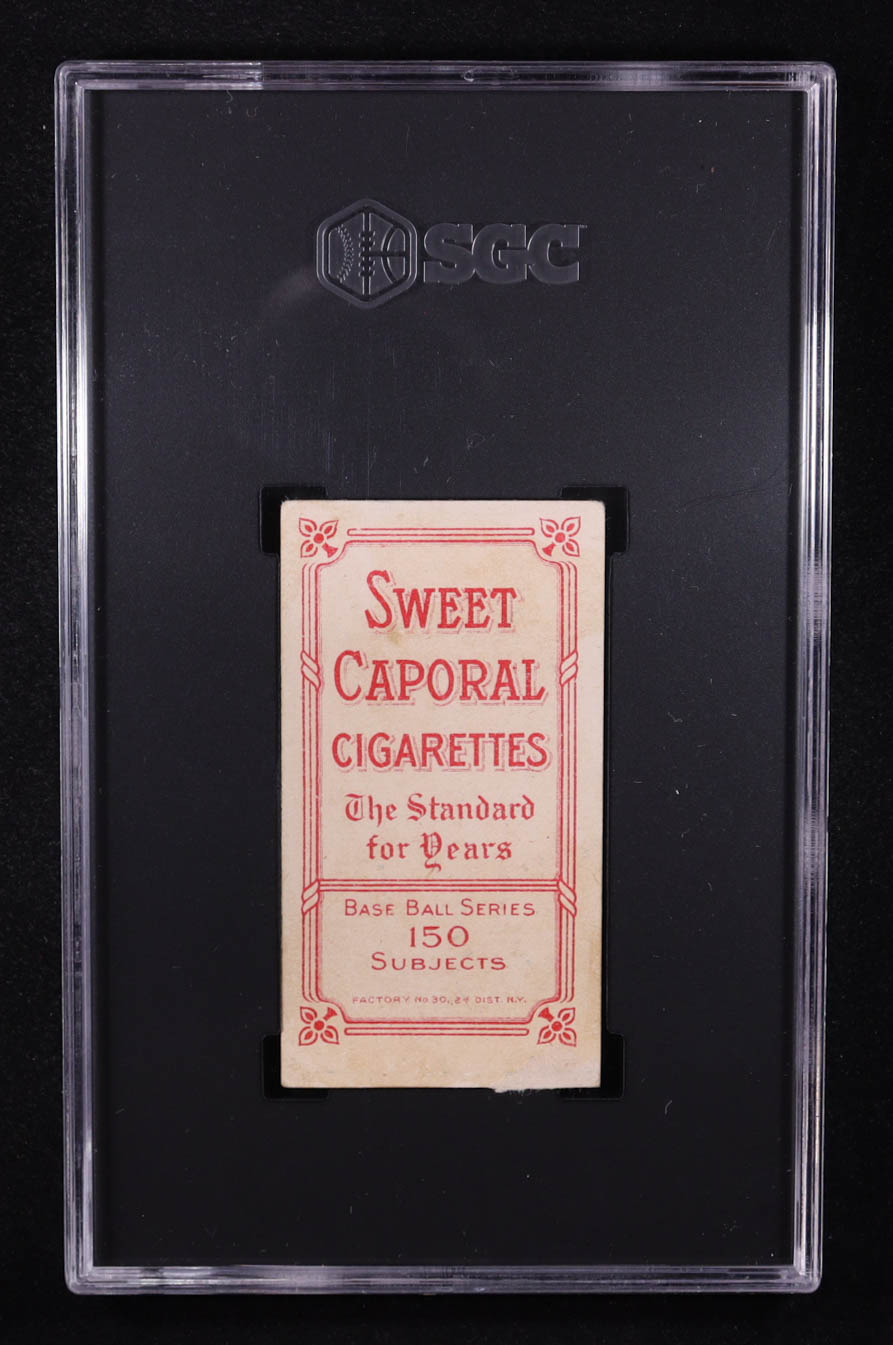 SGC
SWEET
CAPORAL
CIGARETTES
The Standard
for Years
BASE BALL SERIES
150
SUBJECTS
FACTORY No 30, 2d DIST. N.Y.